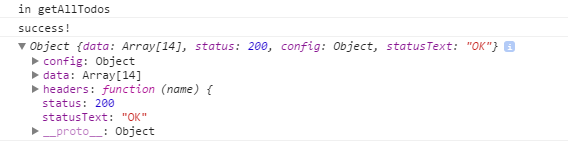 in getAllTodos
success!
▼ Object {data: Array[14], status: 200, config: Object, statusText: "OK"} i
▶ config: Object
▶ data: Array[14]
▶ headers: function (name) {
status: 200
statusText: "OK"
▶ __proto__: Object